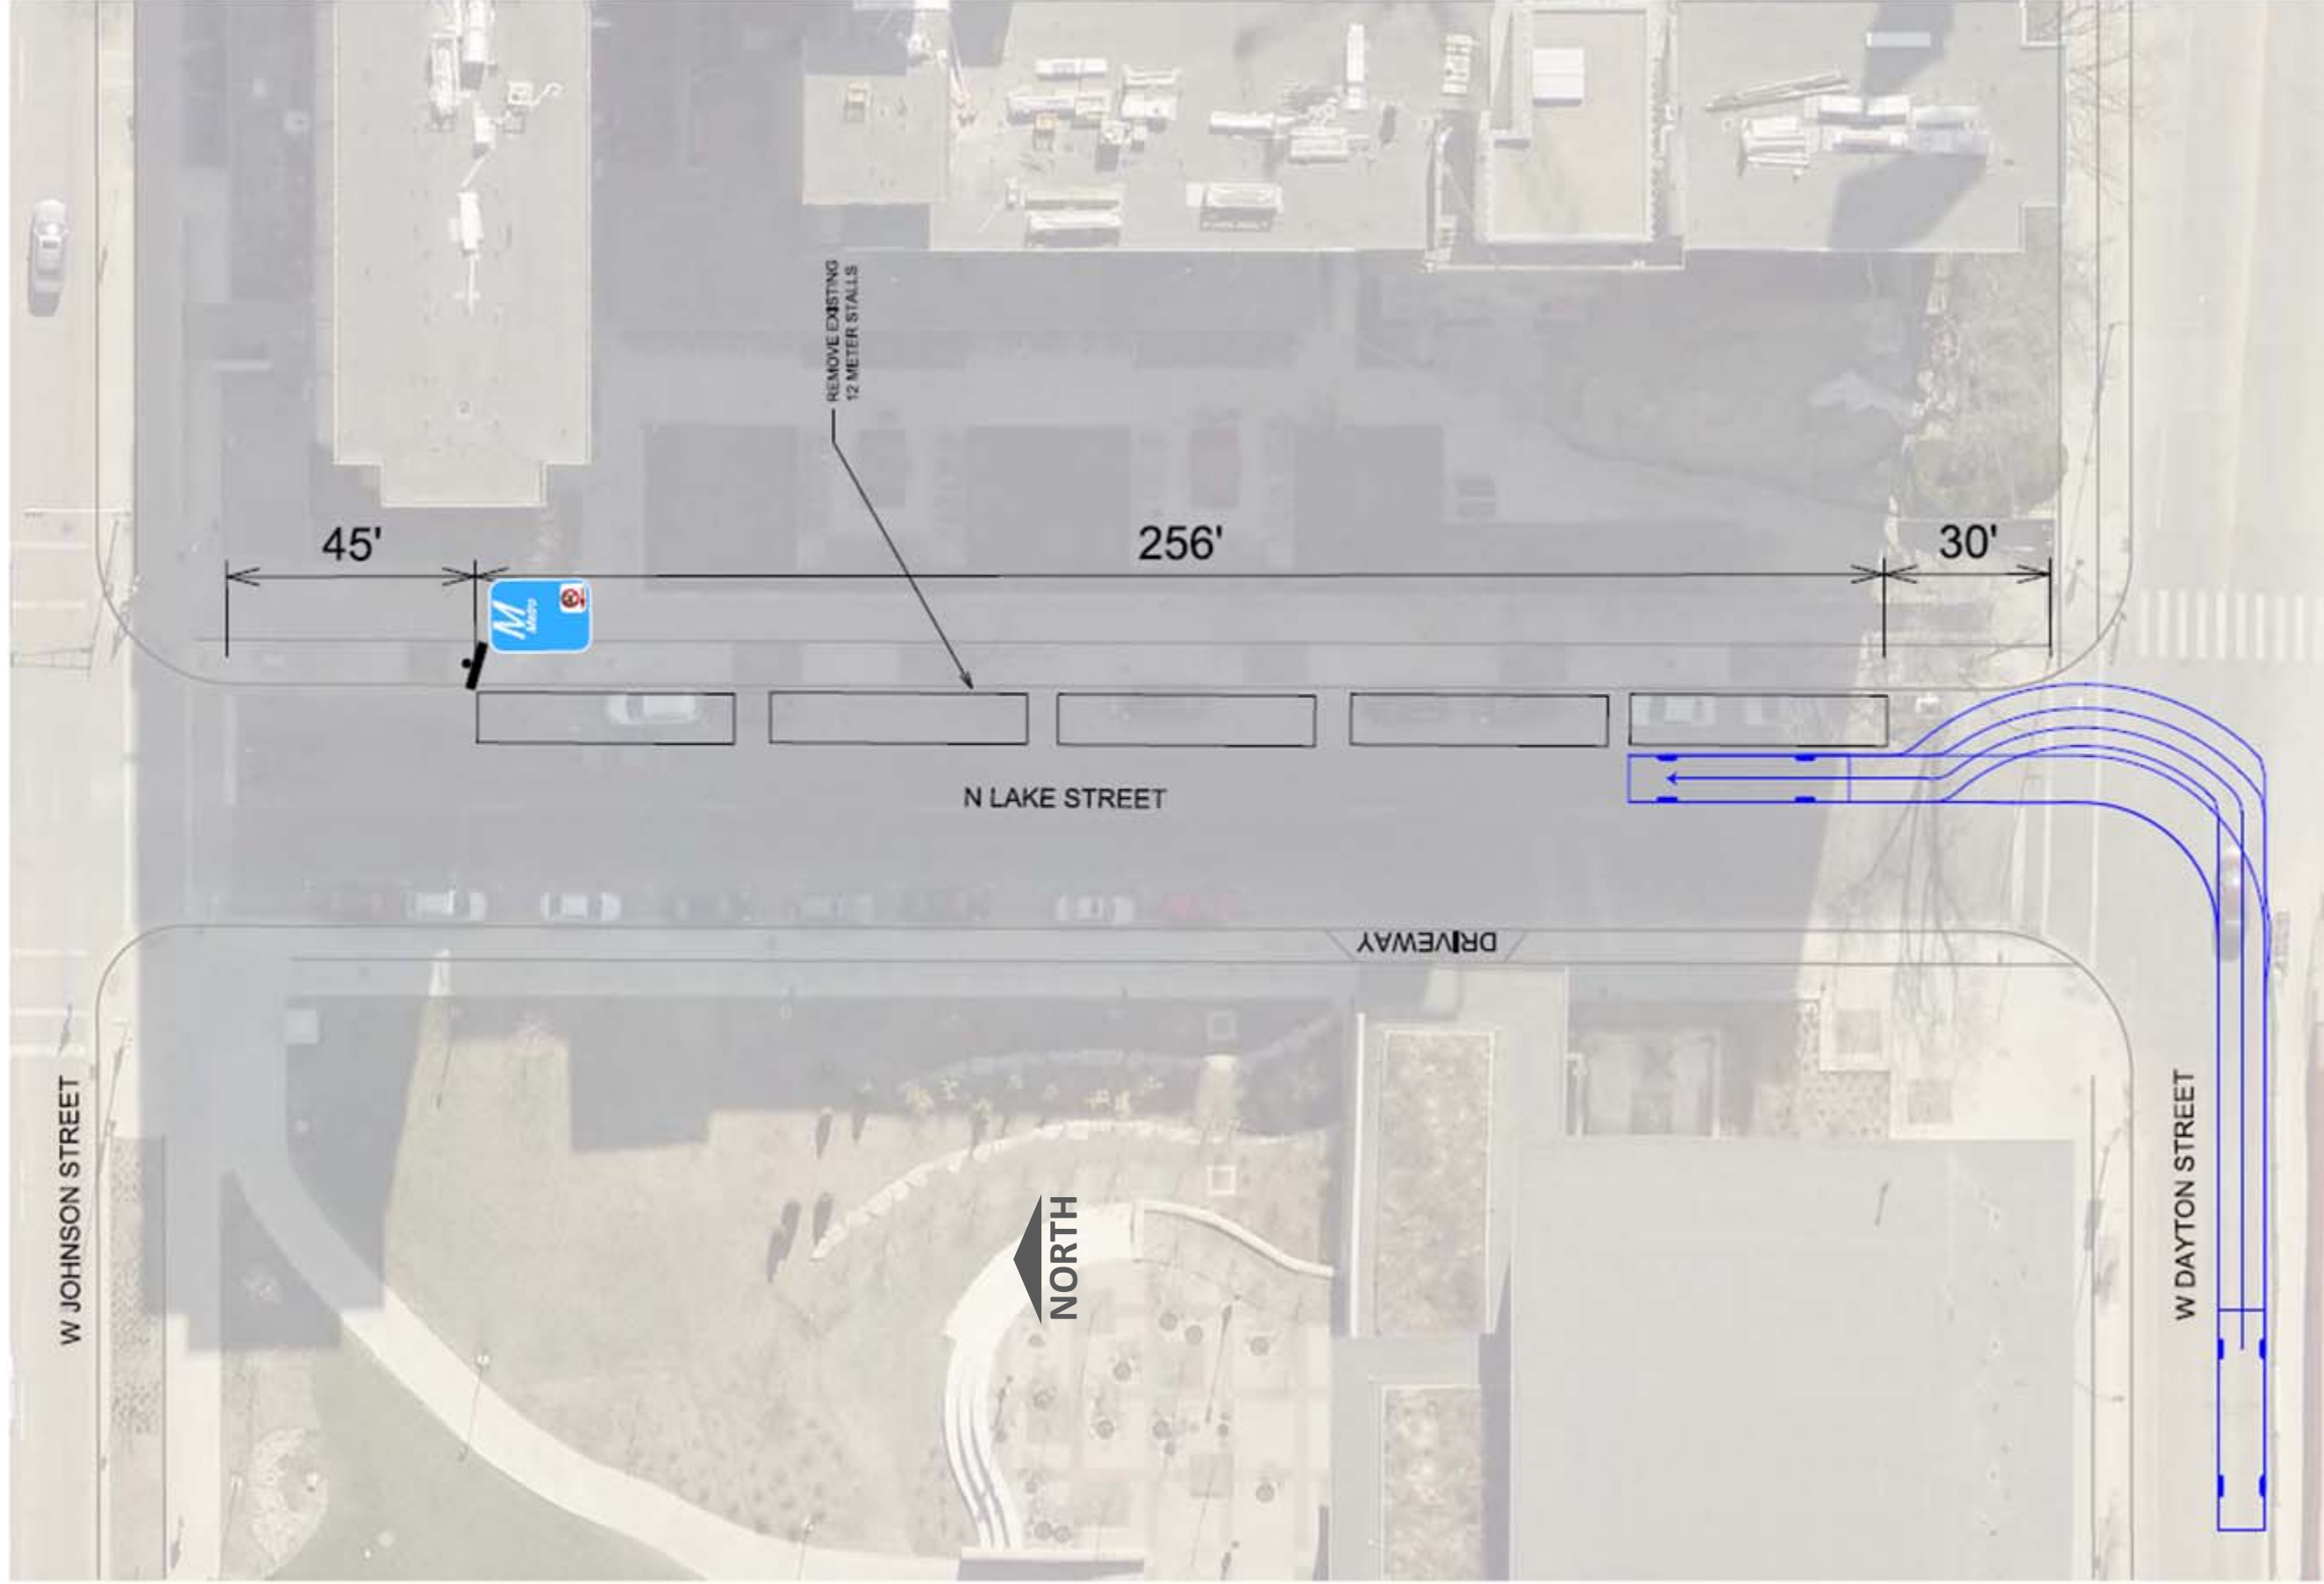 REMOVE EXISTING
12 METER STALLS
45'
256'
30'
M
Metro
N LAKE STREET
DRIVEWAY
W JOHNSON STREET
NORTH
W DAYTON STREET